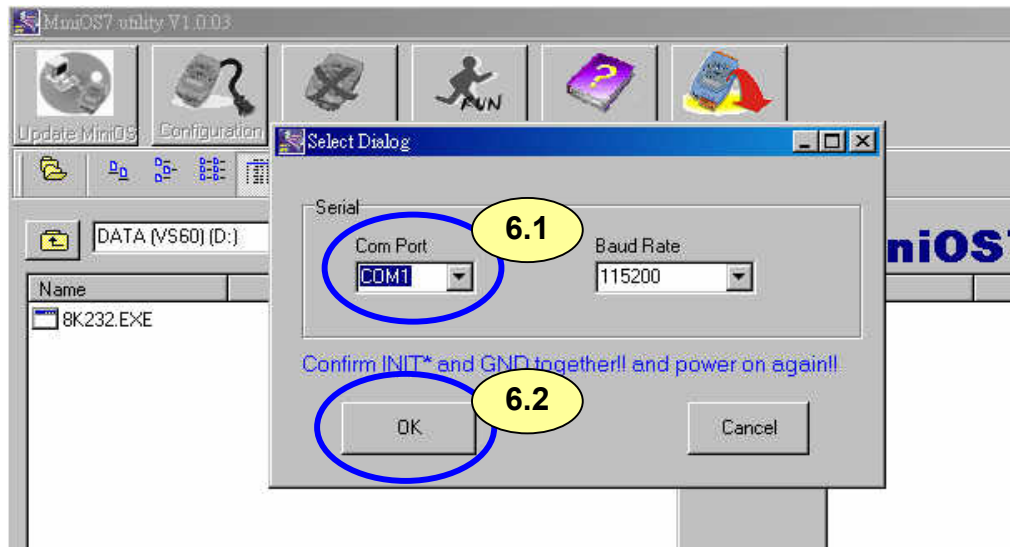 MiniOS7 utility V1.0.03
RUN
Update MiniOS
Configuration
Select Dialog
Serial
6.1
Com Port
Baud Rate
DATA (VS60) (D:)
COM1
115200
niOS7
Name
8K232.EXE
Confirm INIT* and GND together!! and power on again!!
6.2
OK
Cancel